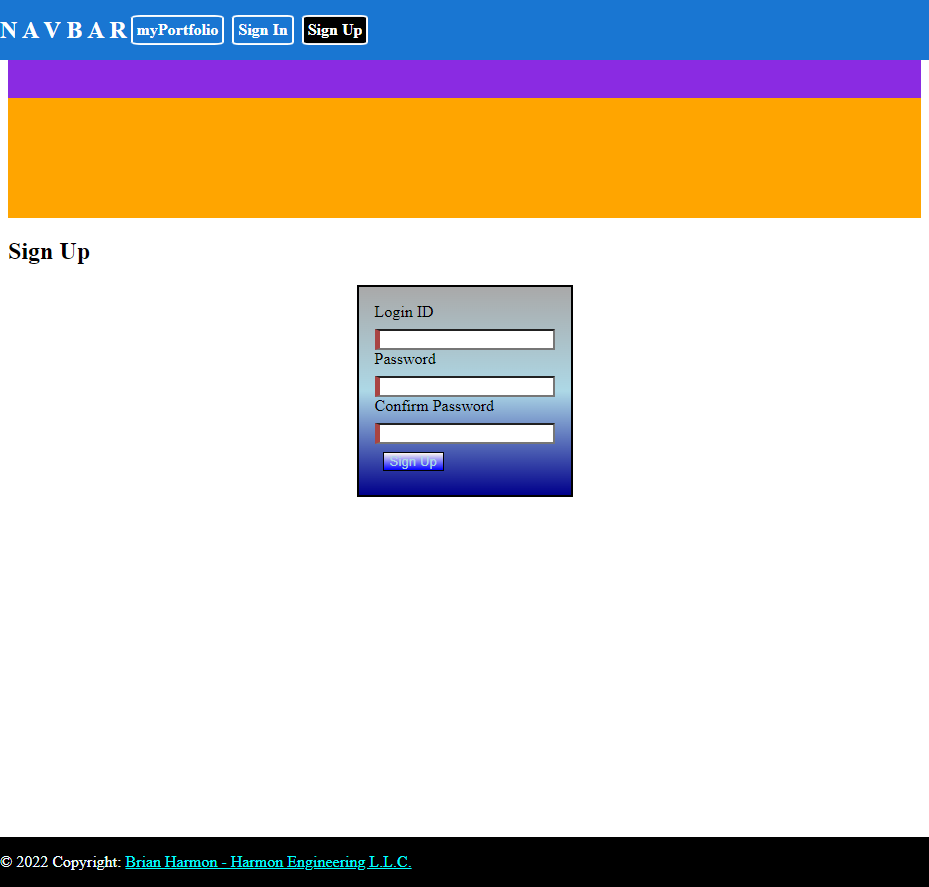 N A V B A R myPortfolio Sign In Sign Up
Sign Up
Login ID
Password
Confirm Password
Sign Up
© 2022 Copyright: Brian Harmon - Harmon Engineering L.L.C.